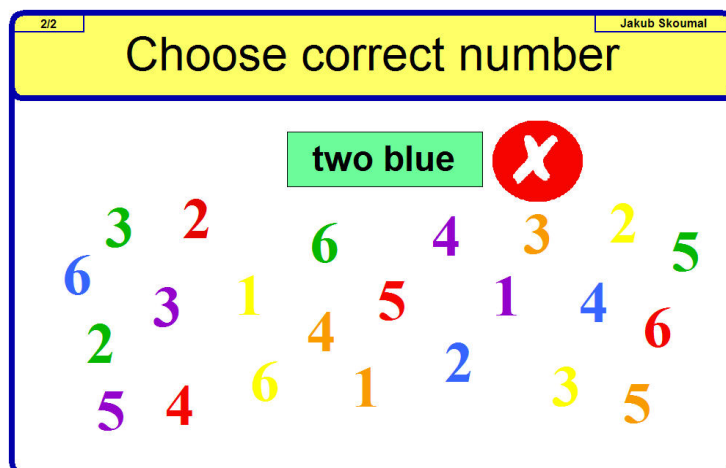 2/2
Jakub Skoumal
Choose correct number
two blue
X
3 2 6 4 3 2 5
6 3 1 5 1 4 6
2 4 2
5 4 6 1 3 5